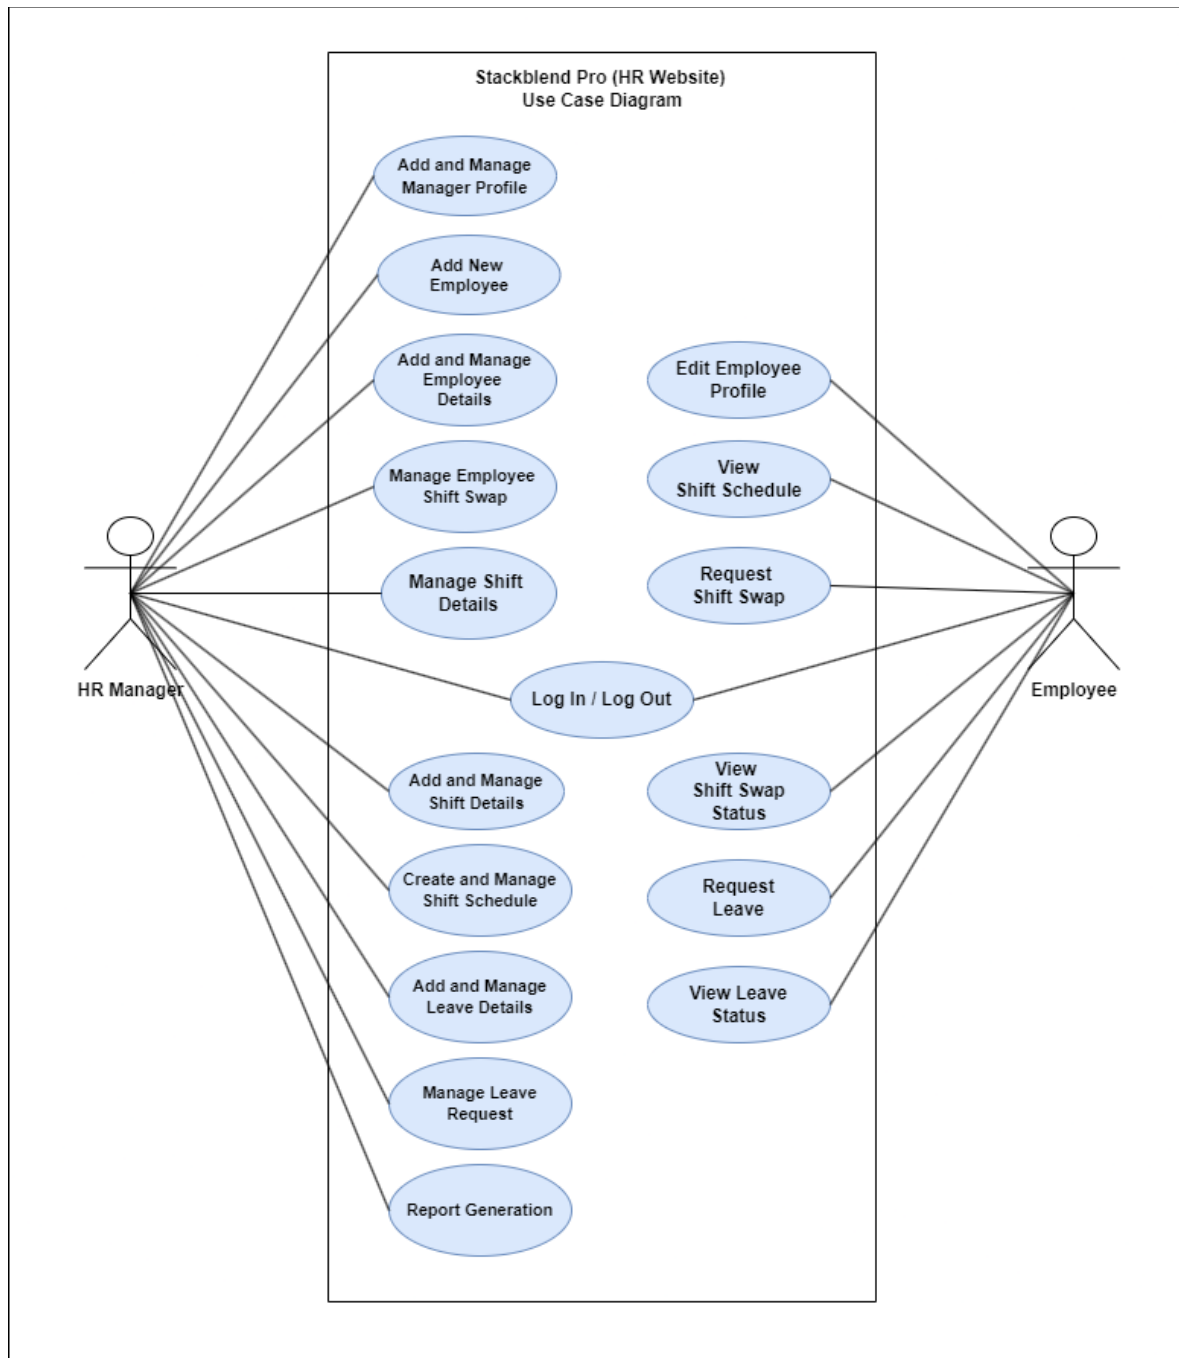 Stackblend Pro (HR Website)
Use Case Diagram
Add and Manage
Manager Profile
Add New
Employee
Add and Manage
Employee
Details
Edit Employee
Profile
Manage Employee
Shift Swap
View
Shift Schedule
Manage Shift
Details
Request
Shift Swap
HR Manager
Log In / Log Out
Employee
Add and Manage
Shift Details
View
Shift Swap
Status
Create and Manage
Shift Schedule
Request
Leave
Add and Manage
Leave Details
View Leave
Status
Manage Leave
Request
Report Generation